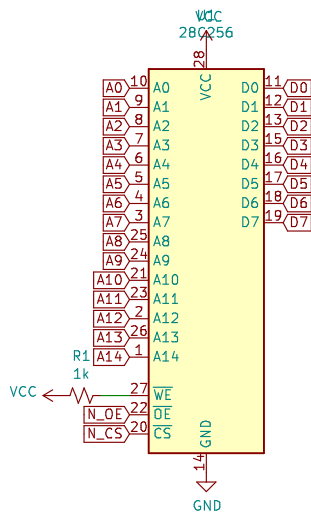 U1
VCC
28C256
28
VCC
A0 10 A0 D0 11 D0
A1 9 A1 D1 12 D1
A2 8 A2 D2 13 D2
A3 7 A3 D3 15 D3
A4 6 A4 D4 16 D4
A5 5 A5 D5 17 D5
A6 4 A6 D6 18 D6
A7 3 A7 D7 19 D7
A8 25 A8
A9 24 A9
A10 21 A10
A11 23 A11
A12 2 A12
A13 26 A13
A14 1 A14
R1
1k
VCC 27 WE
N_OE 22 OE
N_CS 20 CS
GND
14
GND